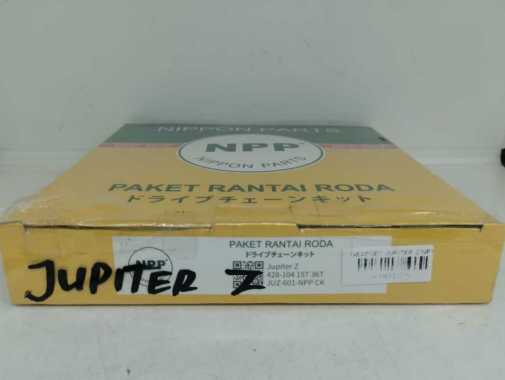 NIPPON PARTS
NPP
NIPPON PARTS
PAKET RANTAI RODA
ドライブチェーンキット
NPP
PAKET RANTAI RODA
ドライブチェーンキット
Jupiter Z
428-104 15T 36T
JUZ-601-NPP CK
JUPITER Z